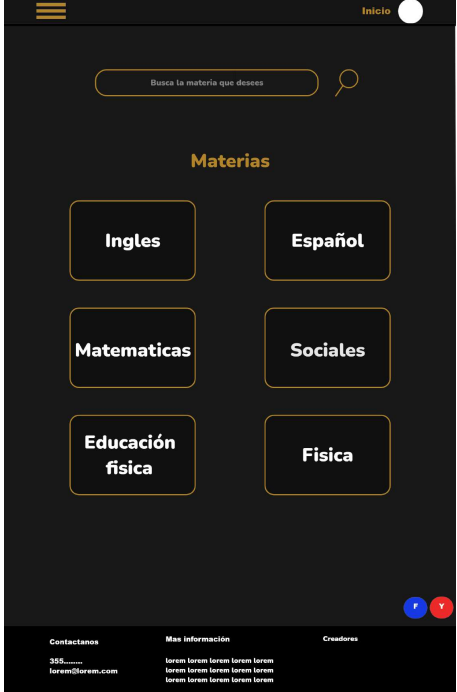 Inicio
Busca la materia que desees
Materias
Ingles
Español
Matematicas
Sociales
Educación
fisica
Fisica
F
Y
Contactanos
355........
lorem@lorem.com
Mas información
lorem lorem lorem lorem lorem
lorem lorem lorem lorem lorem
lorem lorem lorem lorem lorem
Creadores